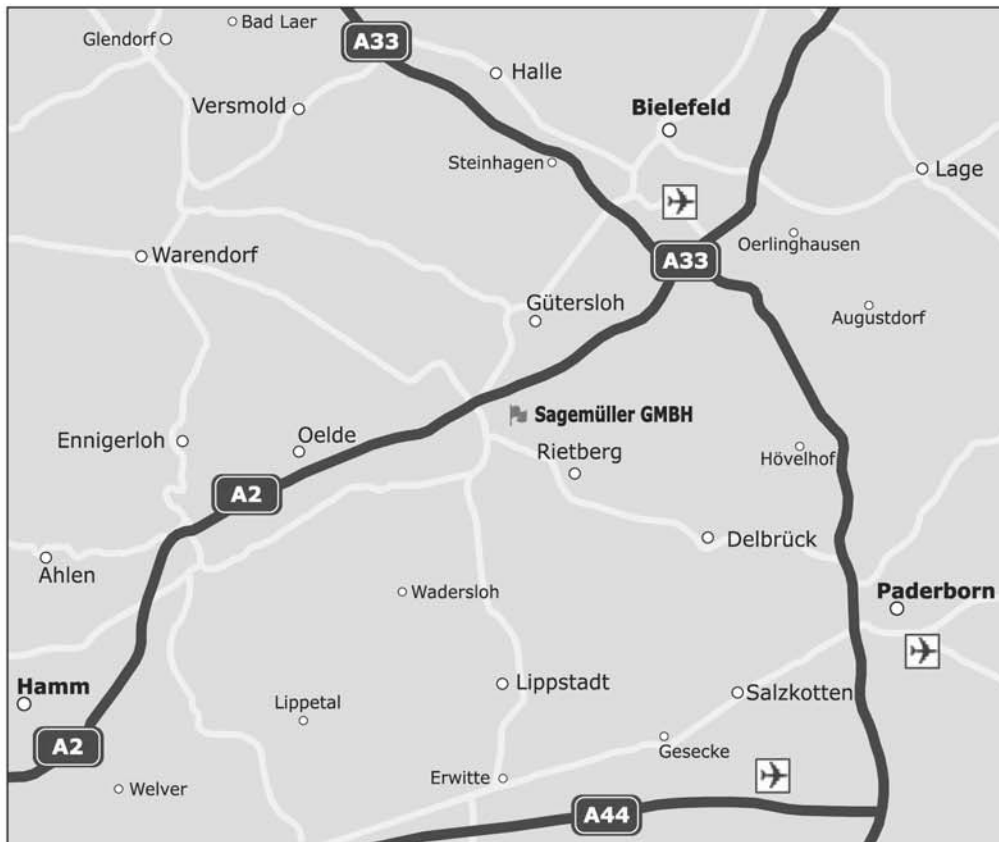 Bad Laer
Glendorf
A33
Halle
Versmold
Bielefeld
Steinhagen
Lage
Oerlinghausen
Warendorf
A33
Gütersloh
Augustdorf
Sagemüller GMBH
Ennigerloh
Oelde
Rietberg
Hövelhof
A2
Delbrück
Ahlen
Wadersloh
Paderborn
Hamm
Lippstadt
Salzkotten
Lippetal
A2
Gesecke
Erwitte
Welver
A44